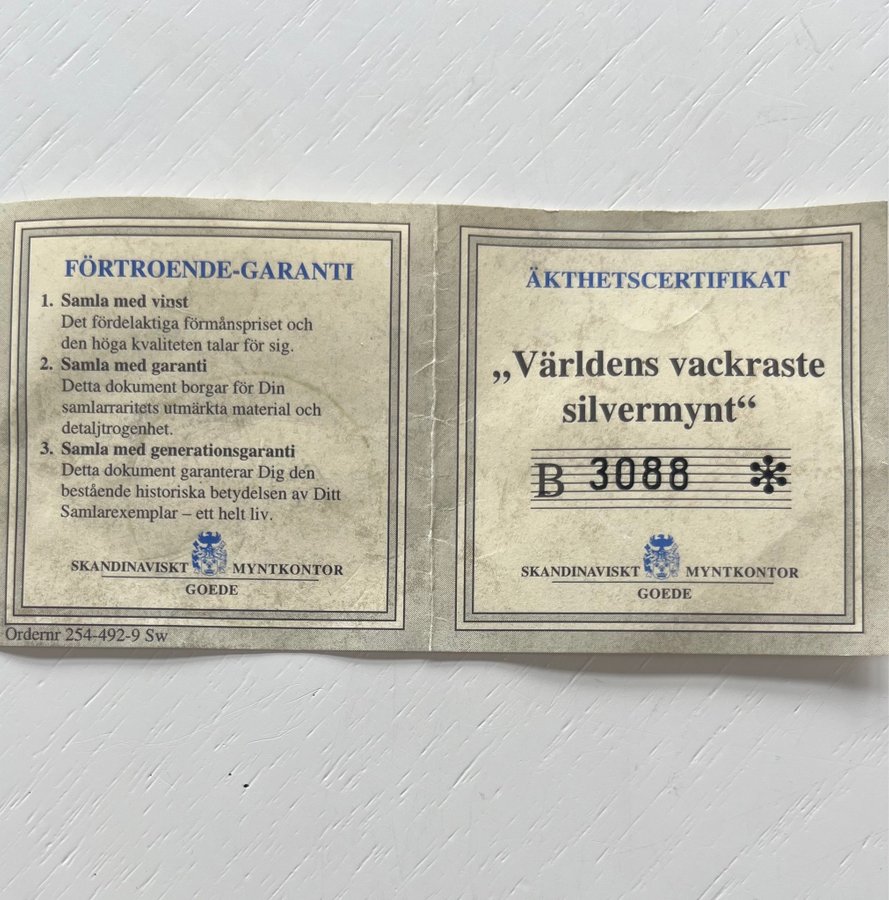 FÖRTROENDE-GARANTI
1. Samla med vinst
Det fördelaktiga förmånspriset och
den höga kvaliteten talar för sig.
2. Samla med garanti
Detta dokument borgar för Din
samlarraritets utmärkta material och
detaljtrogenhet.
3. Samla med generationsgaranti
Detta dokument garanterar Dig den
bestående historiska betydelsen av Ditt
Samlarexemplar – ett helt liv.
SKANDINAVISKT MYNTKONTOR
GOEDE
Ordernr 254-492-9 Sw
ÄKTHETSCERTIFIKAT
„Världens vackraste
silvermynt“
B 3088 *
SKANDINAVISKT MYNTKONTOR
GOEDE